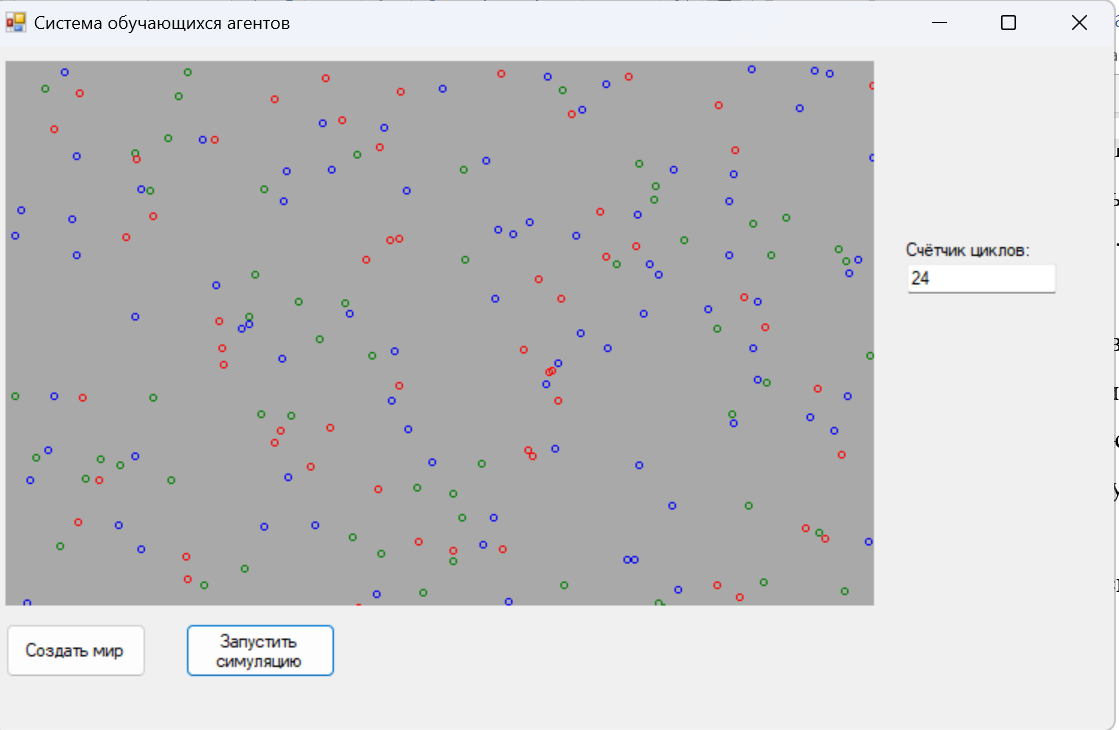 Система обучающихся агентов
Счётчик циклов:
24
Создать мир
Запустить
симуляцию